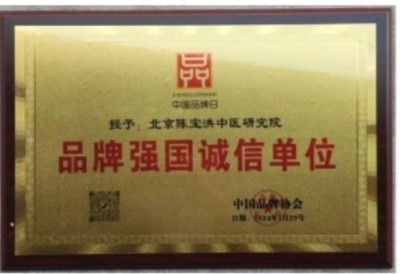 中国品牌日
授予：北京陈宝洪中医研究院
品牌强国诚信单位
中国品牌协会